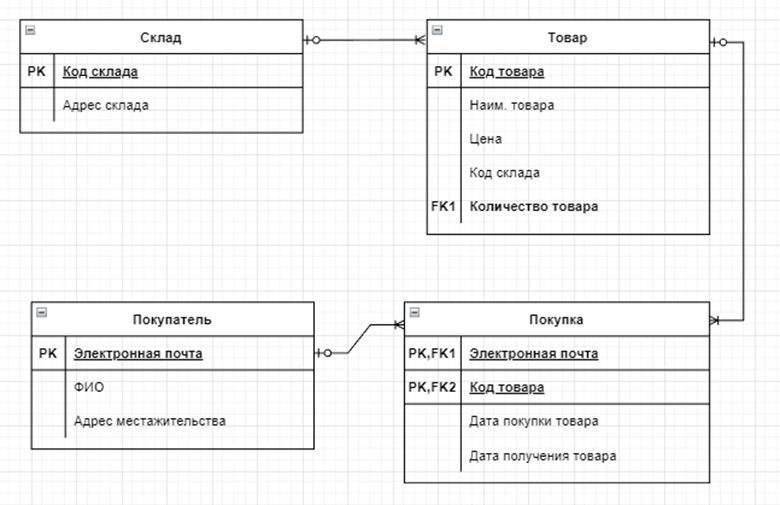 Склад
PK Код склада
Адрес склада
Товар
PK Код товара
Наим. товара
Цена
Код склада
FK1 Количество товара
Покупатель
PK Электронная почта
ФИО
Адрес местажительства
Покупка
PK,FK1 Электронная почта
PK,FK2 Код товара
Дата покупки товара
Дата получения товара